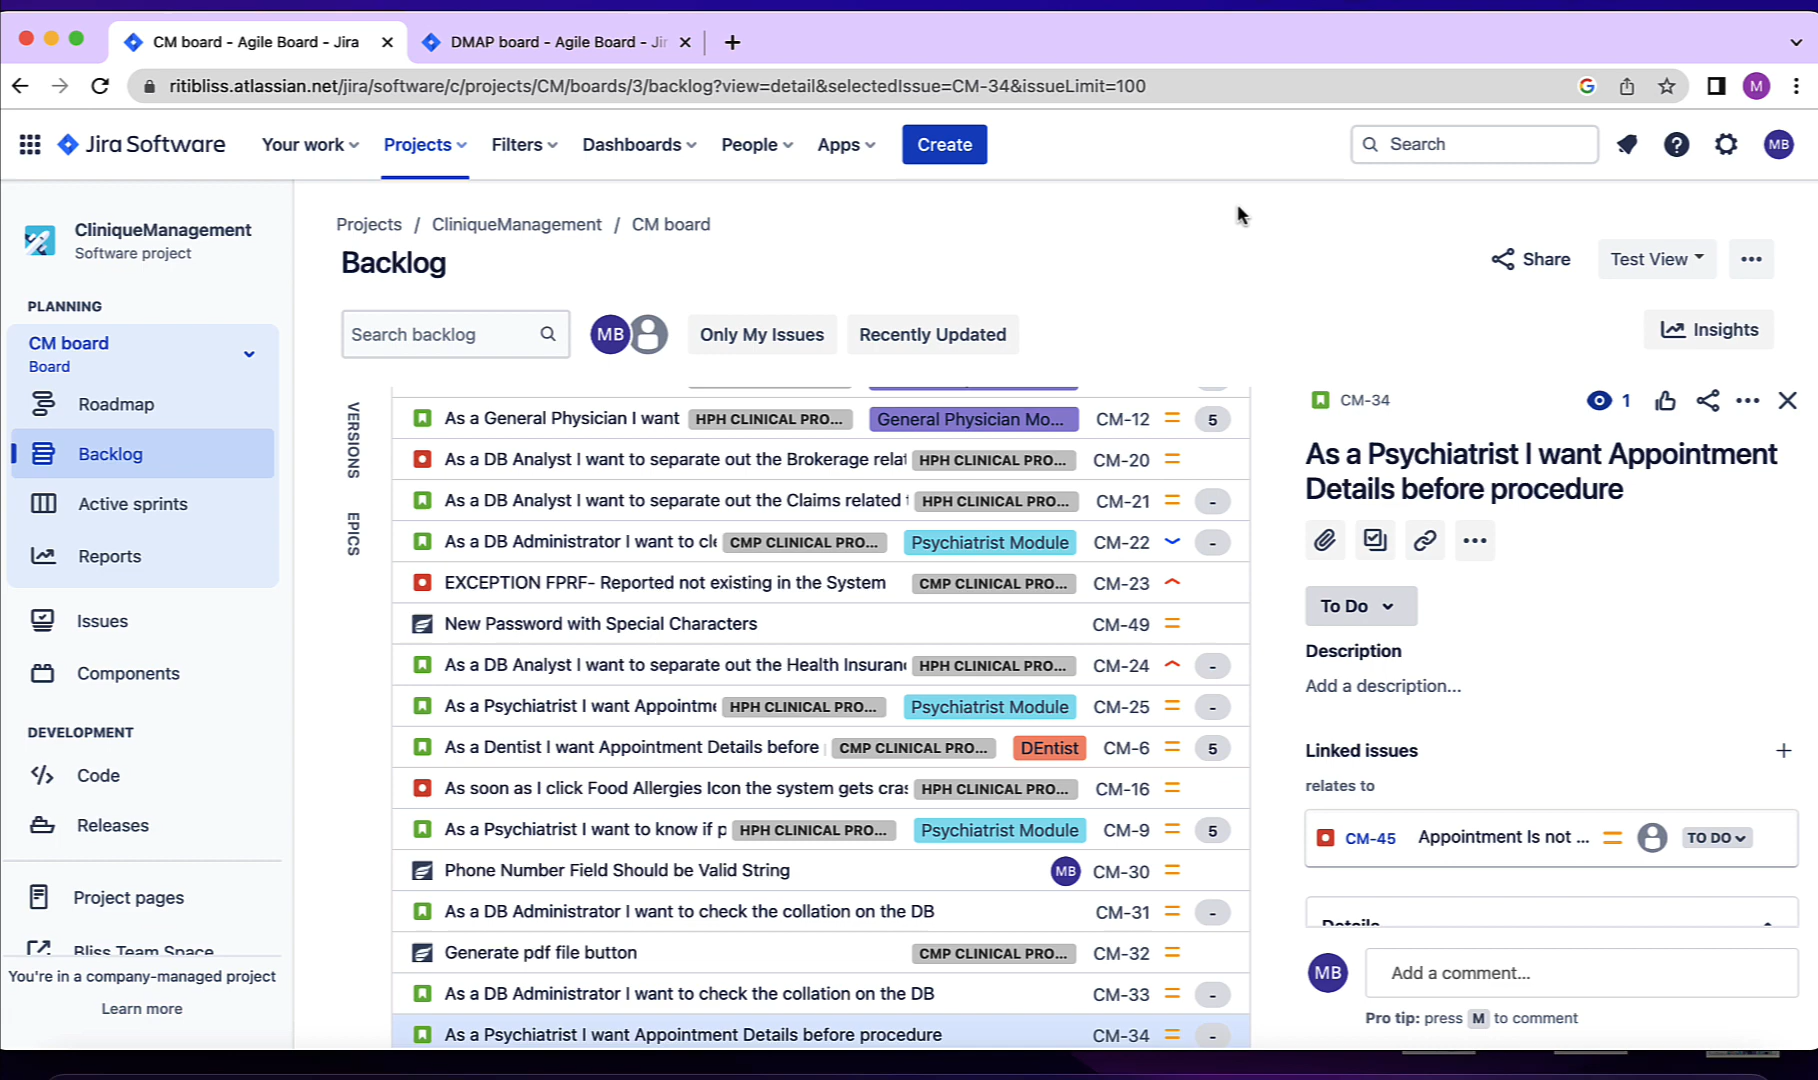 CM board - Agile Board - Jira
DMAP board - Agile Board - Jir
ritibliss.atlassian.net/jira/software/c/projects/CM/boards/3/backlog?view=detail&selectedIssue=CM-34&issueLimit=100
M
Jira Software
Your work
Projects
Filters
Dashboards
People
Apps
Create
Search
MB
CliniqueManagement
Software project
PLANNING
CM board
Board
Roadmap
Backlog
Active sprints
Reports
Issues
Components
DEVELOPMENT
Code
Releases
Project pages
Bliss Team Space
You're in a company-managed project
Learn more
Projects / CliniqueManagement / CM board
Backlog
Share
Test View
Search backlog
MB
Only My Issues
Recently Updated
Insights
VERSIONS
EPICS
As a General Physician I want HPH CLINICAL PRO... General Physician Mo... CM-12 5
As a DB Analyst I want to separate out the Brokerage relat HPH CLINICAL PRO... CM-20
As a DB Analyst I want to separate out the Claims related t HPH CLINICAL PRO... CM-21 -
As a DB Administrator I want to cle CMP CLINICAL PRO... Psychiatrist Module CM-22 -
EXCEPTION FPRF- Reported not existing in the System CMP CLINICAL PRO... CM-23
New Password with Special Characters CM-49
As a DB Analyst I want to separate out the Health Insuranc HPH CLINICAL PRO... CM-24 -
As a Psychiatrist I want Appointme HPH CLINICAL PRO... Psychiatrist Module CM-25 -
As a Dentist I want Appointment Details before CMP CLINICAL PRO... DEntist CM-6 5
As soon as I click Food Allergies Icon the system gets cras HPH CLINICAL PRO... CM-16
As a Psychiatrist I want to know if p HPH CLINICAL PRO... Psychiatrist Module CM-9 5
Phone Number Field Should be Valid String MB CM-30
As a DB Administrator I want to check the collation on the DB CM-31 -
Generate pdf file button CMP CLINICAL PRO... CM-32
As a DB Administrator I want to check the collation on the DB CM-33 -
As a Psychiatrist I want Appointment Details before procedure CM-34 -
CM-34
1
As a Psychiatrist I want Appointment
Details before procedure
To Do
Description
Add a description...
Linked issues
relates to
CM-45 Appointment Is not ... TO DO
Details
MB
Add a comment...
Pro tip: press M to comment